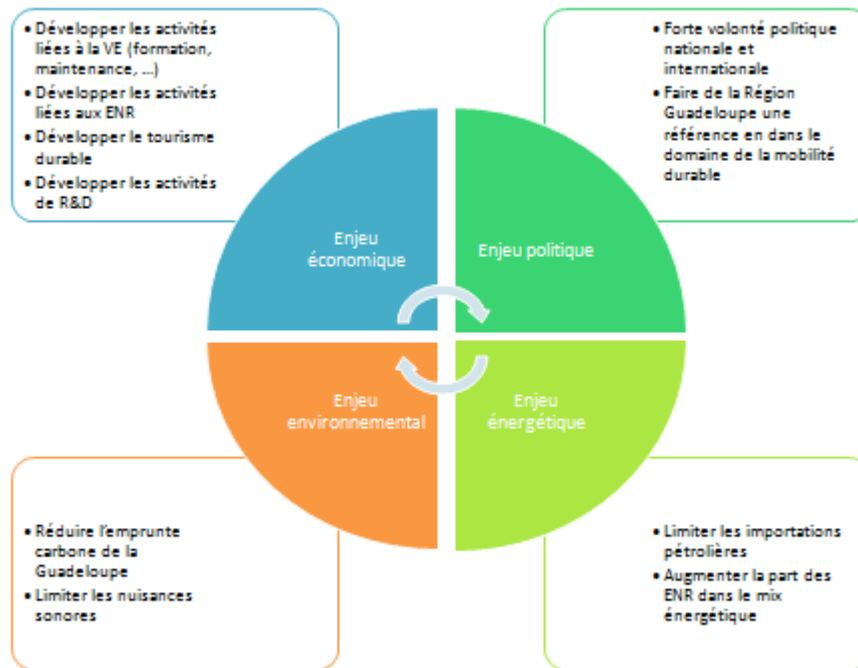 • Développer les activités
liées à la VE (formation,
maintenance, ...)
• Développer les activités
liées aux ENR
• Développer le tourisme
durable
• Développer les activités
de R&D
• Forte volonté politique
nationale et
internationale
• Faire de la Région
Guadeloupe une
référence en dans le
domaine de la mobilité
durable
Enjeu
économique
Enjeu politique
Enjeu
environnemental
Enjeu
énergétique
• Réduire l'emprunte
carbone de la
Guadeloupe
• Limiter les nuisances
sonores
• Limiter les importations
pétrolières
• Augmenter la part des
ENR dans le mix
énergétique